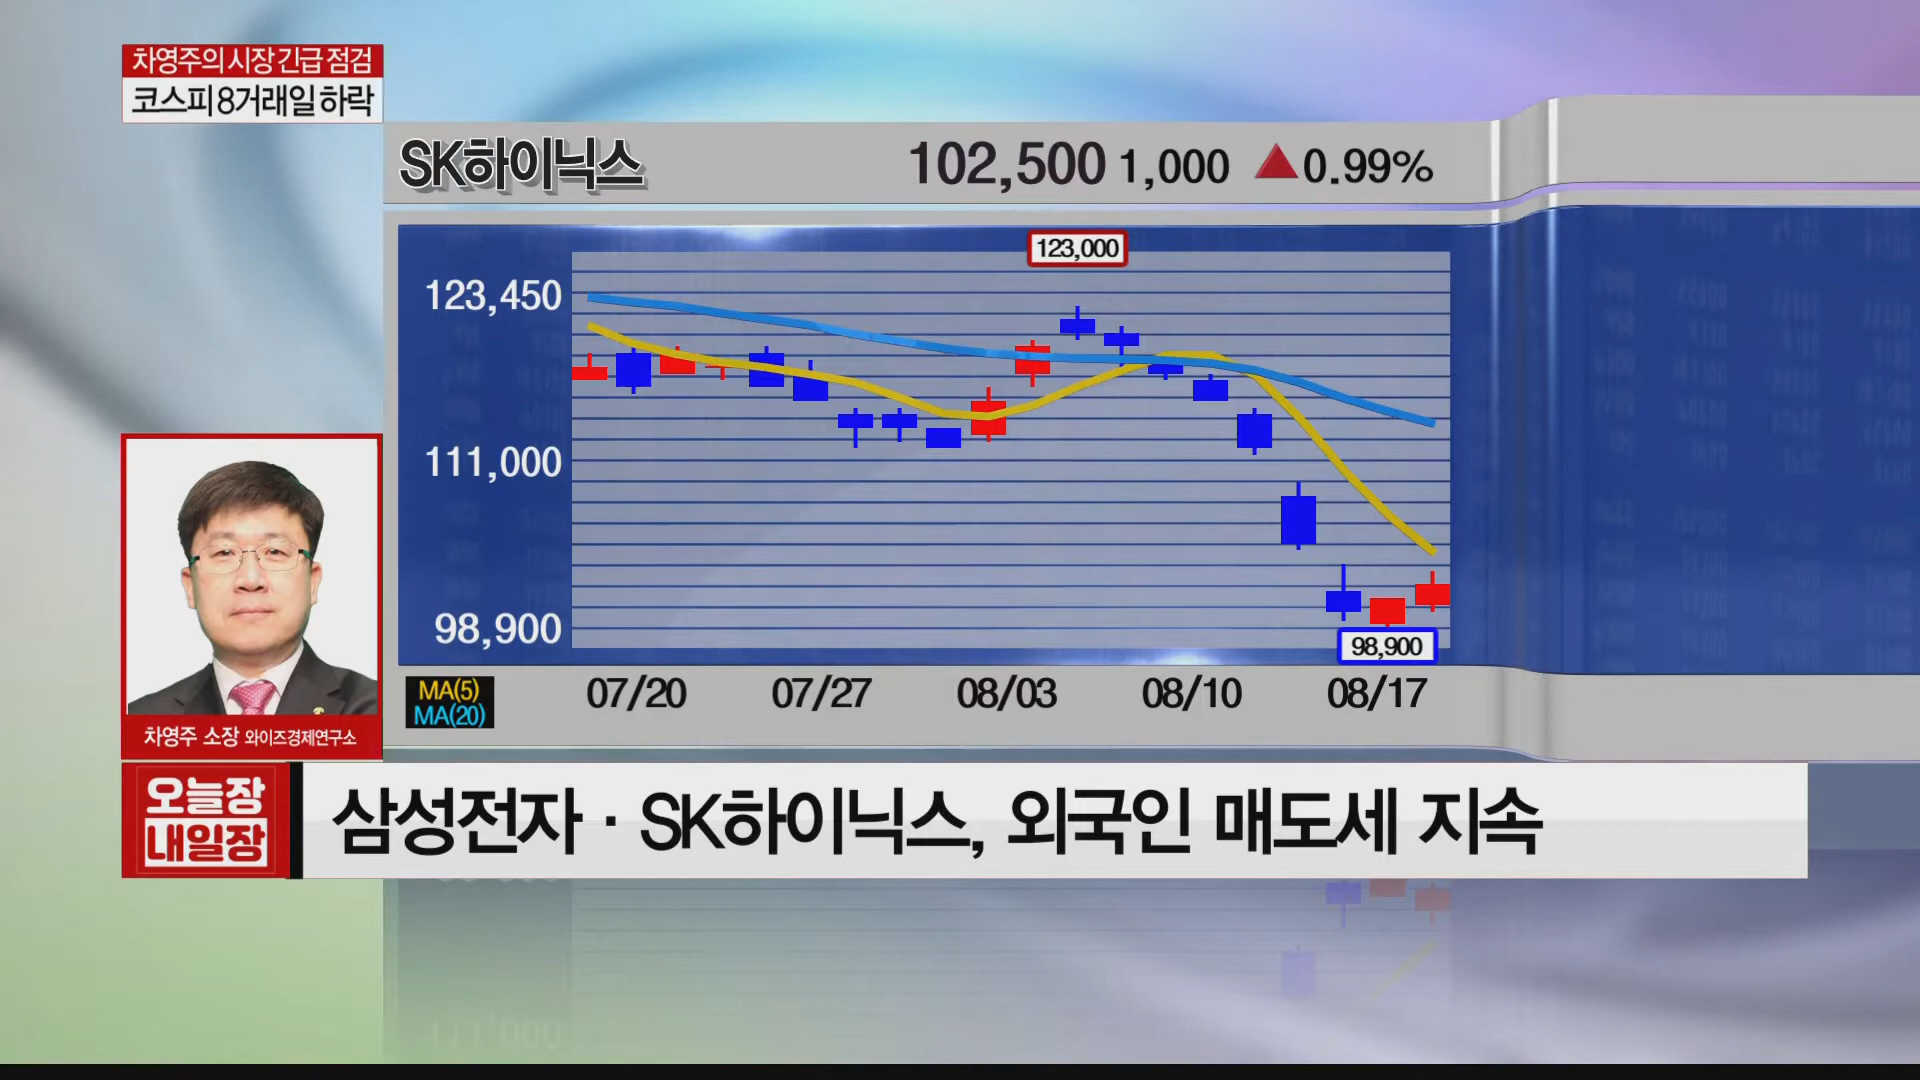 차영주의 시장 긴급 점검
코스피 8거래일 하락
SK하이닉스 102,500 1,000 ▲0.99%
123,000
123,450
111,000
98,900
98,900
MA(5)
MA(20)
07/20 07/27 08/03 08/10 08/17
차영주 소장 와이즈경제연구소
오늘장
내일장
삼성전자·SK하이닉스, 외국인 매도세 지속